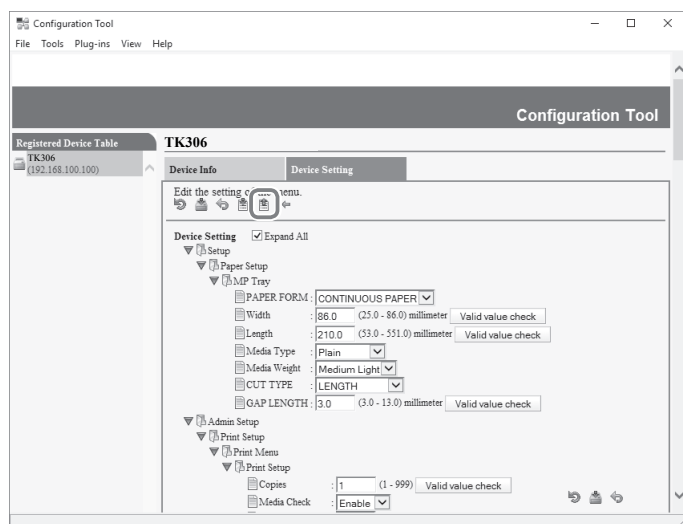 Configuration Tool
File Tools Plug-ins View Help
Configuration Tool
Registered Device Table
TK306
(192.168.100.100)
TK306
Device Info Device Setting
Edit the setting of menu.
Device Setting Expand All
Setup
Paper Setup
MP Tray
PAPER FORM : CONTINUOUS PAPER
Width : 86.0 (25.0 - 86.0) millimeter Valid value check
Length : 210.0 (53.0 - 551.0) millimeter Valid value check
Media Type : Plain
Media Weight : Medium Light
CUT TYPE : LENGTH
GAP LENGTH : 3.0 (3.0 - 13.0) millimeter Valid value check
Admin Setup
Print Setup
Print Menu
Print Setup
Copies : 1 (1 - 999) Valid value check
Media Check : Enable